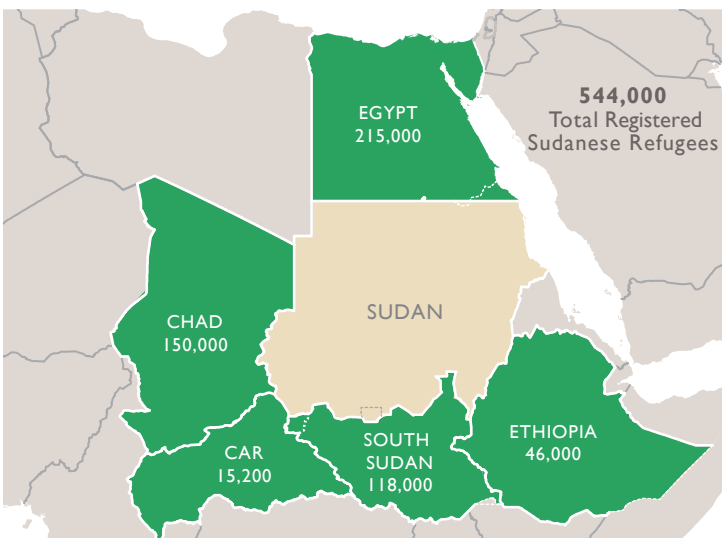 544,000
Total Registered
Sudanese Refugees
EGYPT
215,000
SUDAN
CHAD
150,000
CAR
15,200
SOUTH
SUDAN
118,000
ETHIOPIA
46,000